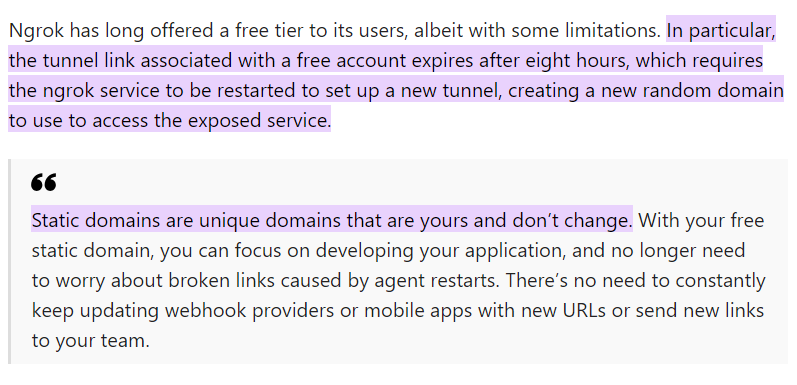 Ngrok has long offered a free tier to its users, albeit with some limitations. In particular,
the tunnel link associated with a free account expires after eight hours, which requires
the ngrok service to be restarted to set up a new tunnel, creating a new random domain
to use to access the exposed service.
“
Static domains are unique domains that are yours and don’t change. With your free
static domain, you can focus on developing your application, and no longer need
to worry about broken links caused by agent restarts. There’s no need to constantly
keep updating webhook providers or mobile apps with new URLs or send new links
to your team.